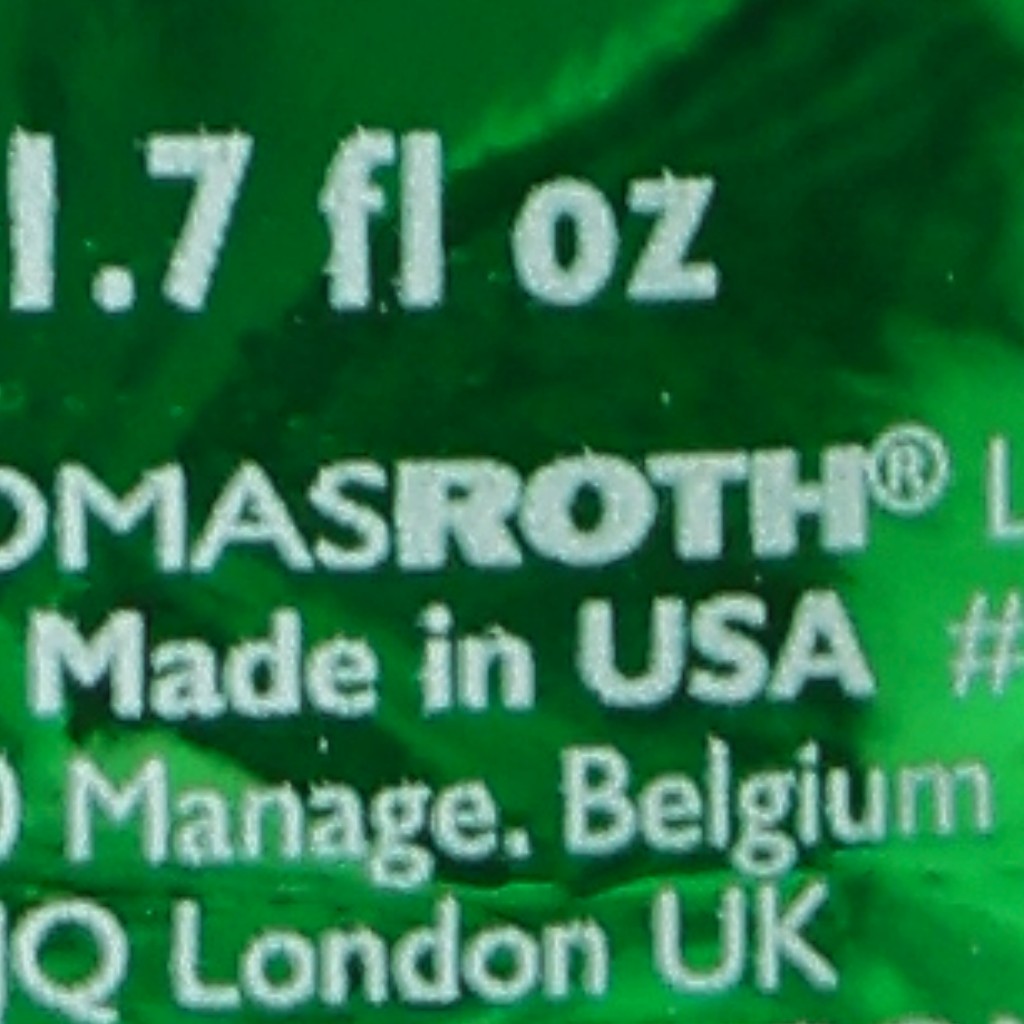 1.7 fl oz
OMASROTH® L
Made in USA #
) Manage. Belgium
Q London UK